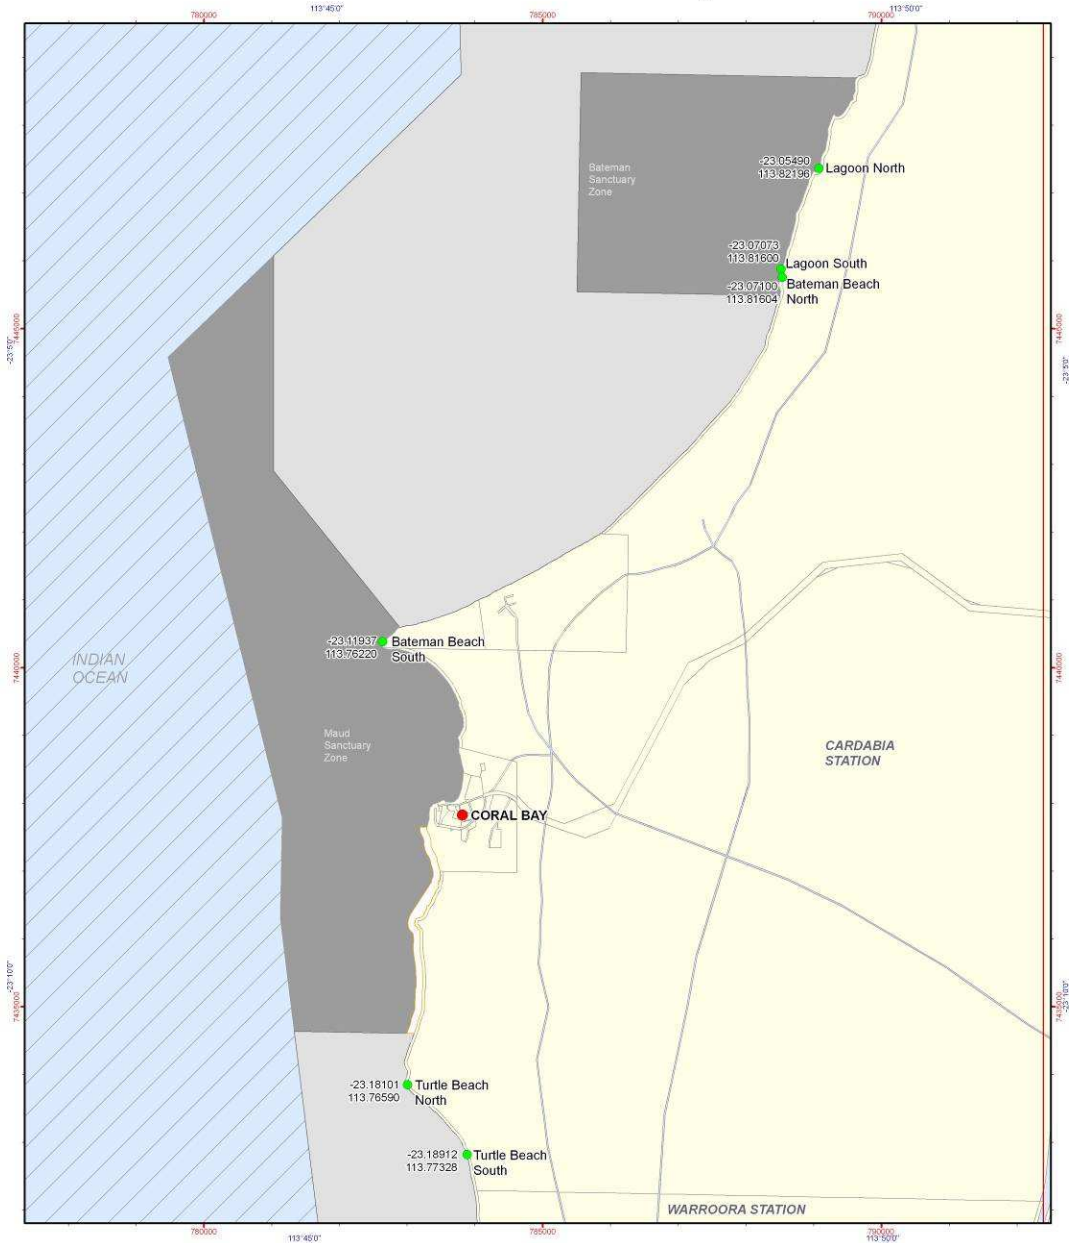 113°45'0"
113°50'0"
780000
785000
790000
-23.05490
113.82196
Lagoon North
Bateman
Sanctuary
Zone
-23.07073
113.81600
Lagoon South
-23.07100
113.81604
Bateman Beach
North
7445000
7445000
-23°5'0"
-23°5'0"
-23.11937
113.76220
Bateman Beach
South
INDIAN
OCEAN
7440000
7440000
Maud
Sanctuary
Zone
CARDABIA
STATION
CORAL BAY
-23°10'0"
-23°10'0"
7435000
7435000
-23.18101
113.76590
Turtle Beach
North
-23.18912
113.77328
Turtle Beach
South
WARROORA STATION
780000
785000
790000
113°45'0"
113°50'0"